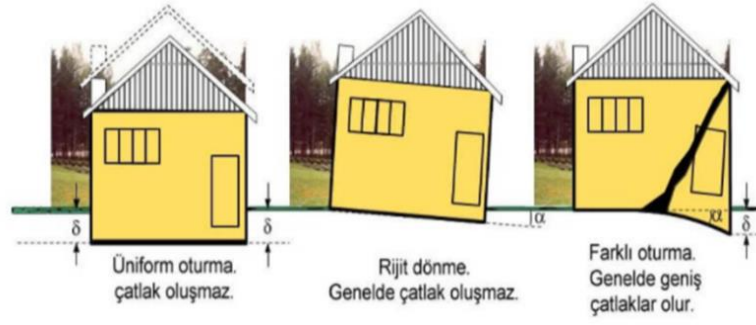 δ
δ
Üniform oturma.
çatlak oluşmaz.
α
Rijit dönme.
Genelde çatlak oluşmaz.
α
δ
Farklı oturma.
Genelde geniş
çatlaklar olur.